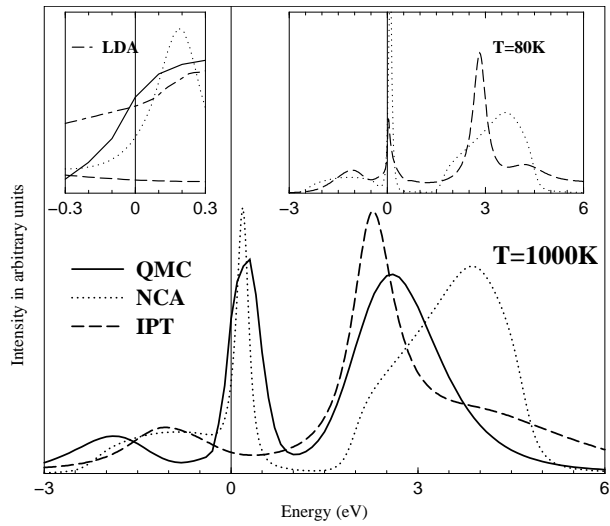 LDA
T=80K
−0.3
0
0.3
−3
0
3
6
QMC
NCA
IPT
T=1000K
Intensity in arbitrary units
−3
0
3
6
Energy (eV)